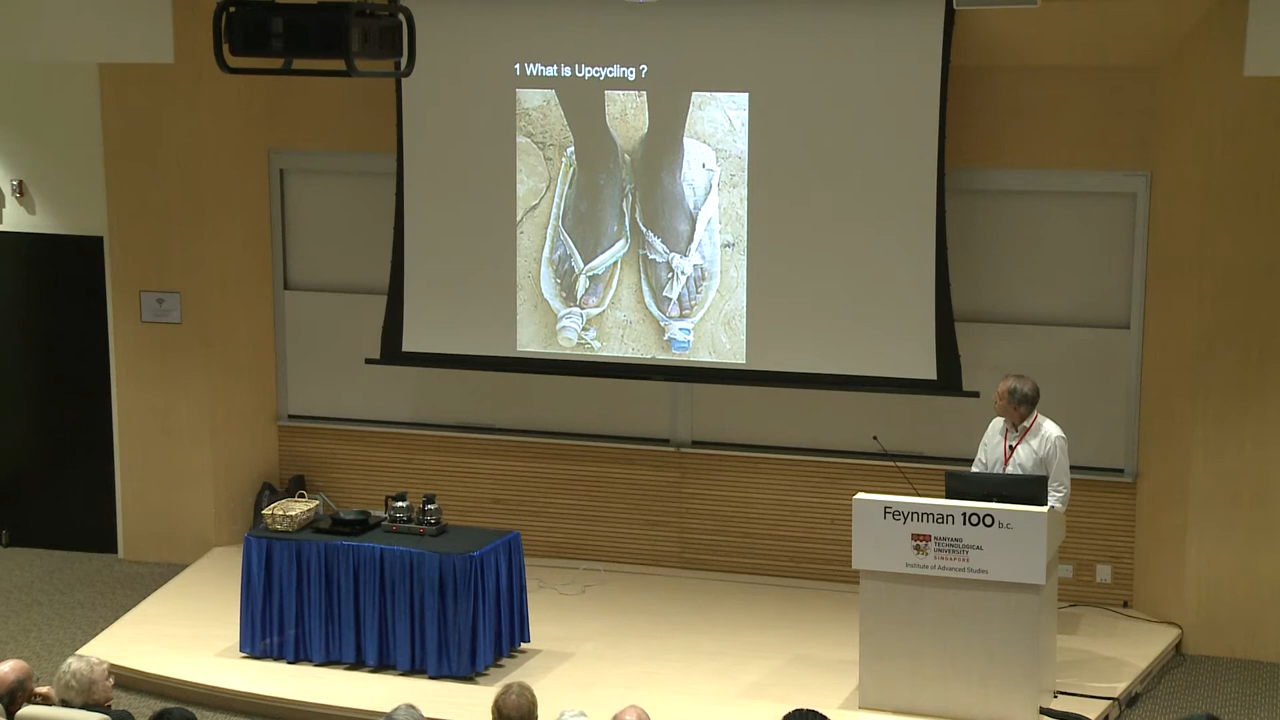 1 What is Upcycling ?
Feynman 100 b.c.
NANYANG
TECHNOLOGICAL
UNIVERSITY
SINGAPORE
Institute of Advanced Studies